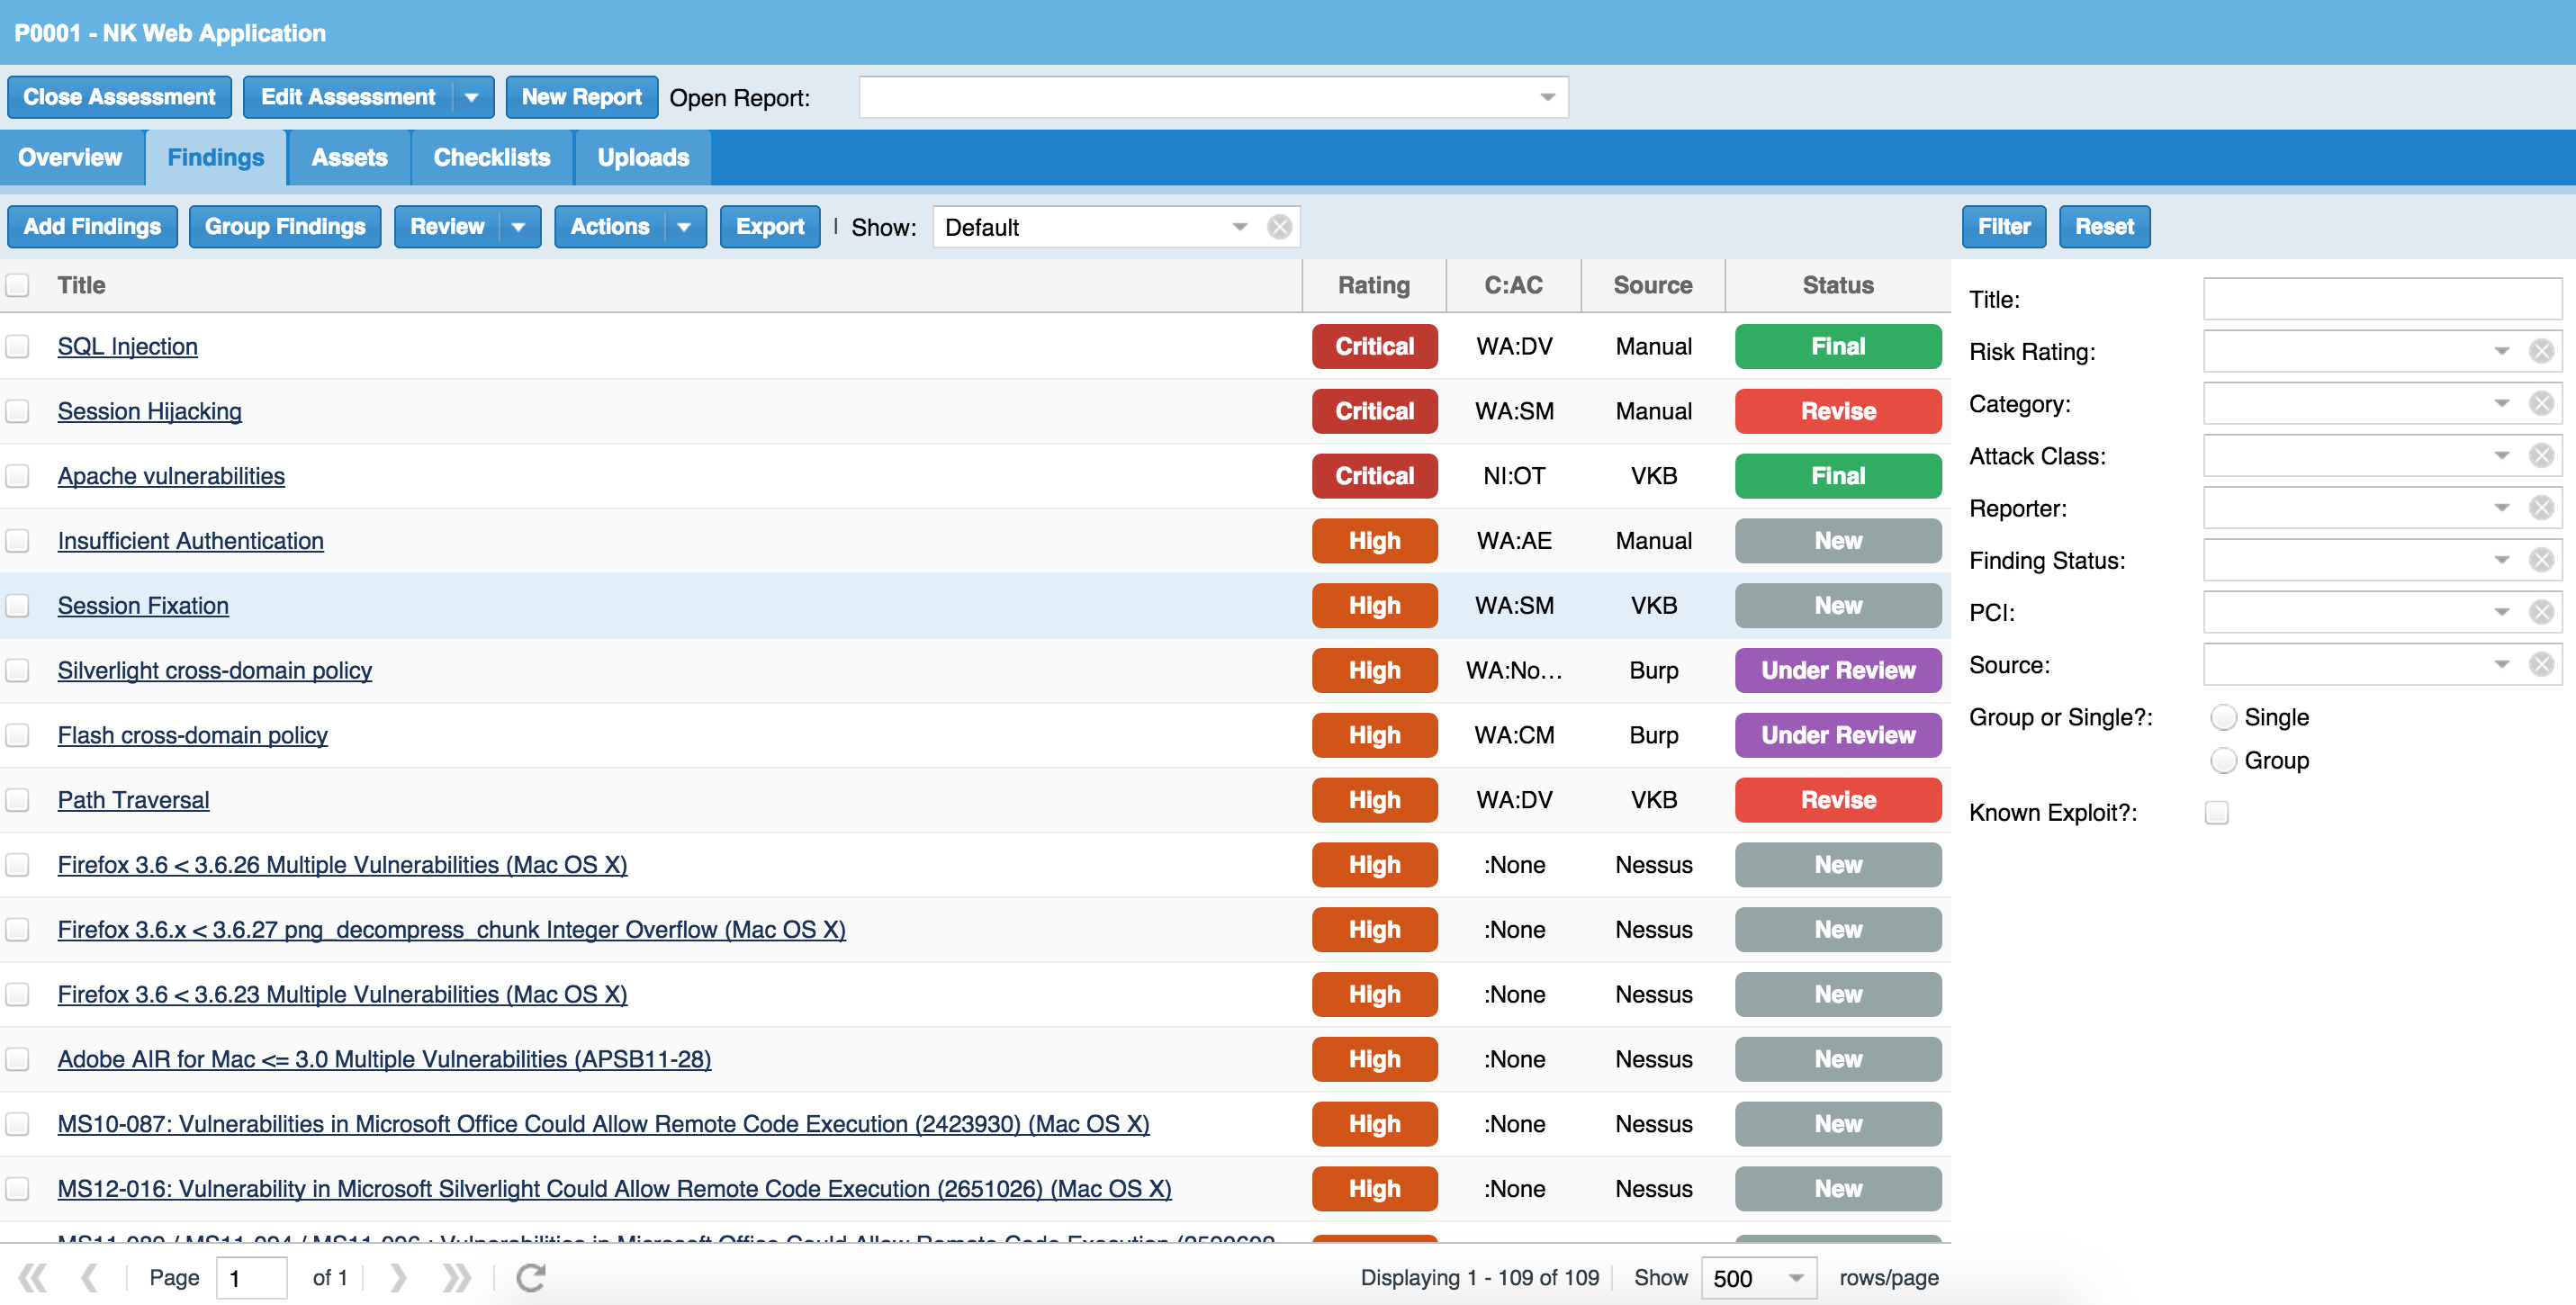 P0001 - NK Web Application
Close Assessment Edit Assessment New Report Open Report:
Overview Findings Assets Checklists Uploads
Add Findings Group Findings Review Actions Export | Show: Default Filter Reset
Title Rating C:AC Source Status
SQL Injection Critical WA:DV Manual Final
Session Hijacking Critical WA:SM Manual Revise
Apache vulnerabilities Critical NI:OT VKB Final
Insufficient Authentication High WA:AE Manual New
Session Fixation High WA:SM VKB New
Silverlight cross-domain policy High WA:No... Burp Under Review
Flash cross-domain policy High WA:CM Burp Under Review
Path Traversal High WA:DV VKB Revise
Firefox 3.6 < 3.6.26 Multiple Vulnerabilities (Mac OS X) High :None Nessus New
Firefox 3.6.x < 3.6.27 png_decompress_chunk Integer Overflow (Mac OS X) High :None Nessus New
Firefox 3.6 < 3.6.23 Multiple Vulnerabilities (Mac OS X) High :None Nessus New
Adobe AIR for Mac <= 3.0 Multiple Vulnerabilities (APSB11-28) High :None Nessus New
MS10-087: Vulnerabilities in Microsoft Office Could Allow Remote Code Execution (2423930) (Mac OS X) High :None Nessus New
MS12-016: Vulnerability in Microsoft Silverlight Could Allow Remote Code Execution (2651026) (Mac OS X) High :None Nessus New
Vulnerabilities in Microsoft Office Could Allow Remote Code Execution
Page 1 of 1 Displaying 1 - 109 of 109 Show 500 rows/page
Title:
Risk Rating:
Category:
Attack Class:
Reporter:
Finding Status:
PCI:
Source:
Group or Single?: Single
Group
Known Exploit?: